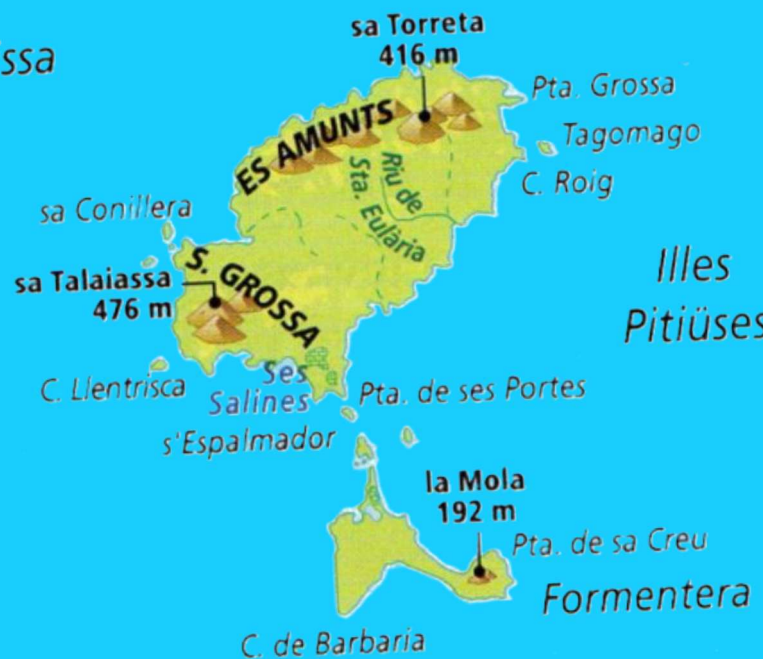 ssa
sa Torreta
416 m
Pta. Grossa
ES AMUNTS
Tagomago
Riu de
Sta. Eulària
C. Roig
sa Conillera
S. GROSSA
Illes
Pitiüses
sa Talaiassa
476 m
C. Llentrisca
Ses
Salines
Pta. de ses Portes
s'Espalmador
la Mola
192 m
Pta. de sa Creu
Formentera
C. de Barbaria